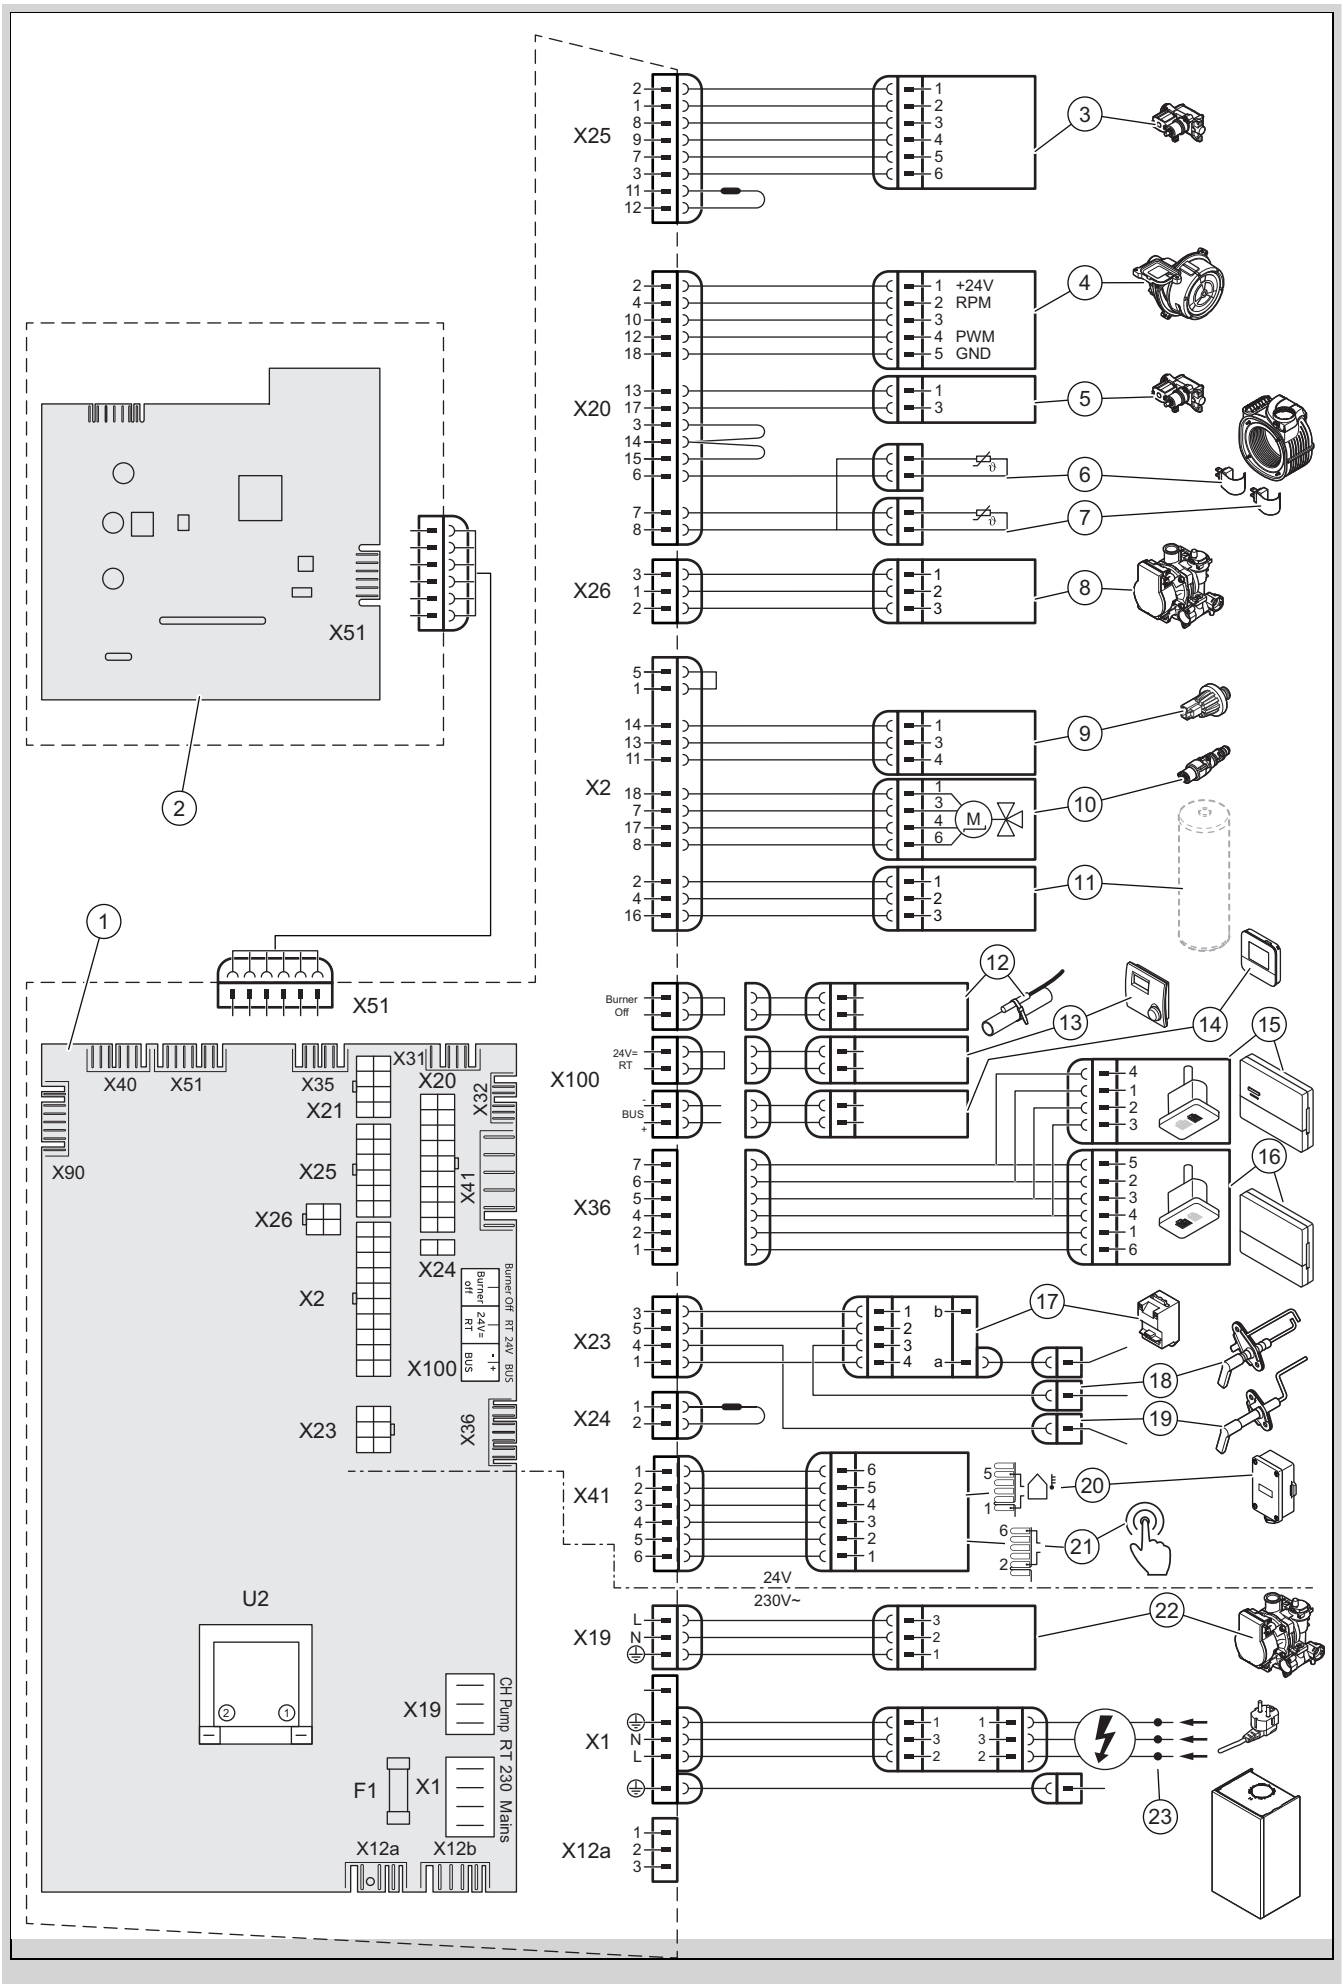 X25
2
1
8
9
7
3
11
12
1
2
3
4
5
6
3
X20
2
4
10
12
18
1 +24V
2 RPM
3
4 PWM
5 GND
4
13
17
3
14
15
6
7
8
1
3
5
ϑ
6
ϑ
7
X26
3
1
2
1
2
3
8
X51
2
X2
5
1
14
13
11
18
7
17
8
2
4
16
1
3
4
9
1
3
4
6
M
10
1
2
3
11
1
X51
X100
Burner
Off
24V=
RT
-
BUS
+
12
13
14
15
4
1
2
3
X36
7
6
5
4
2
1
5
2
3
4
1
6
16
X40
X51
X35
X31
X20
X32
X21
X90
X25
X41
X26
X24
X2
X100
Burner
off
24V=
RT
BUS
- +
Burner Off RT 24V BUS
X23
X36
X23
3
5
4
1
1
2
3
4
b
a
17
18
19
X24
1
2
X41
1
2
3
4
5
6
6
5
4
3
2
1
5
1
20
6
2
21
24V
230V~
U2
2
1
X19
L
N
3
2
1
22
X19
CH Pump RT 230 Mains
F1
X1
X1
N
L
1
3
2
1
3
2
23
X12a
X12b
X12a
1
2
3